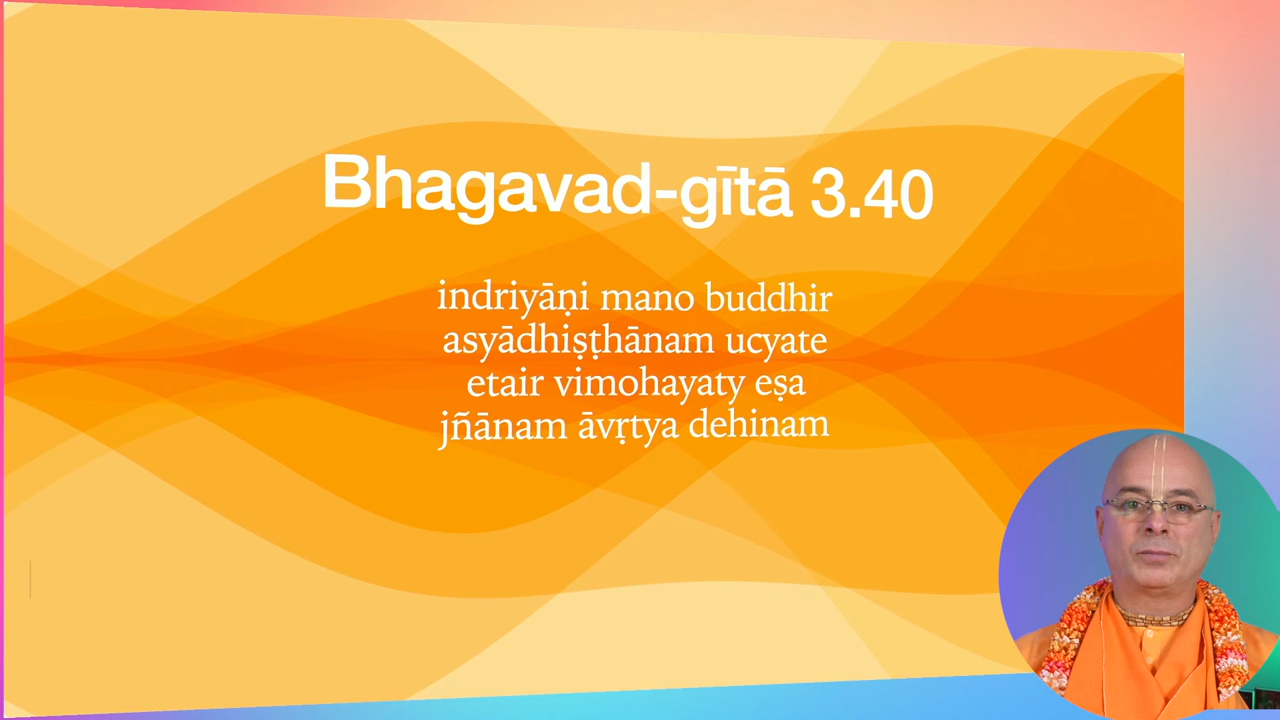 Bhagavad-gītā 3.40
indriyāṇi mano buddhir
asyādhiṣṭhānam ucyate
etair vimohayaty eṣa
jñānam āvṛtya dehinam